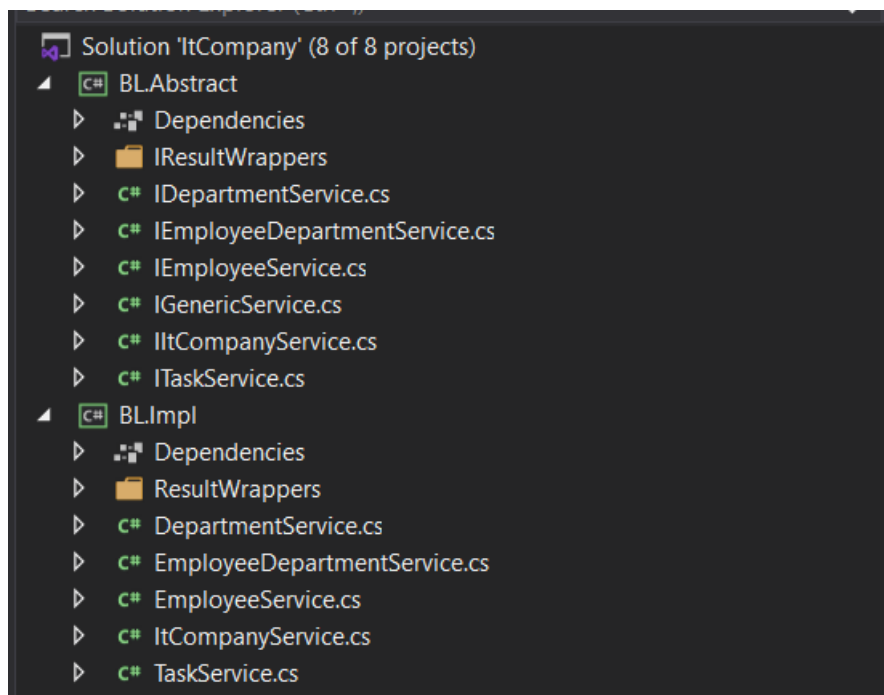 Solution 'ItCompany' (8 of 8 projects)
C# BL.Abstract
Dependencies
IResultWrappers
C# IDepartmentService.cs
C# IEmployeeDepartmentService.cs
C# IEmployeeService.cs
C# IGenericService.cs
C# IItCompanyService.cs
C# ITaskService.cs
C# BL.Impl
Dependencies
ResultWrappers
C# DepartmentService.cs
C# EmployeeDepartmentService.cs
C# EmployeeService.cs
C# ItCompanyService.cs
C# TaskService.cs